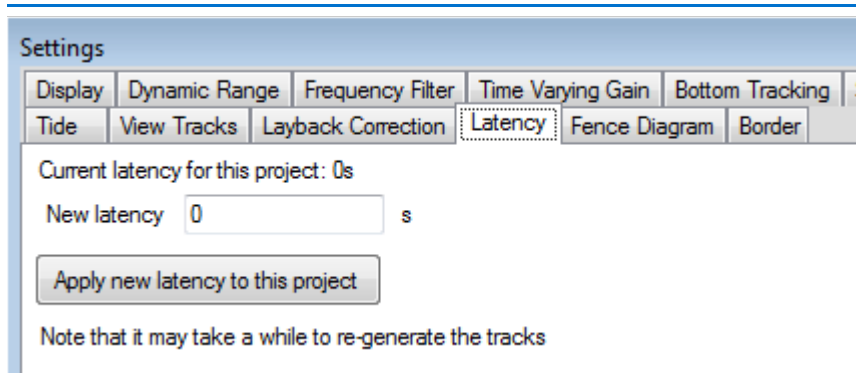 Settings
Display Dynamic Range Frequency Filter Time Varying Gain Bottom Tracking
Tide View Tracks Layback Correction Latency Fence Diagram Border
Current latency for this project: 0s
New latency 0 s
Apply new latency to this project
Note that it may take a while to re-generate the tracks